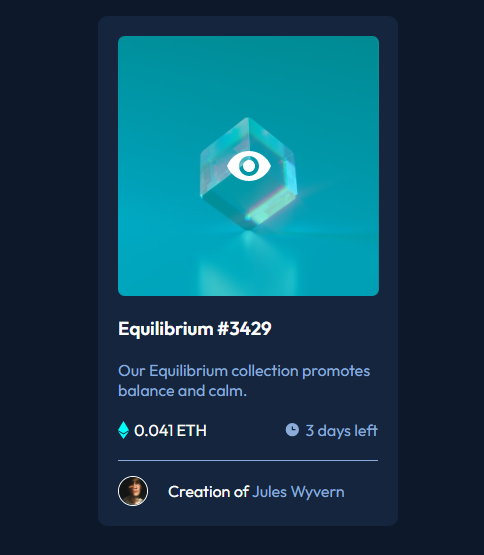 Equilibrium #3429
Our Equilibrium collection promotes
balance and calm.
0.041 ETH 3 days left
Creation of Jules Wyvern